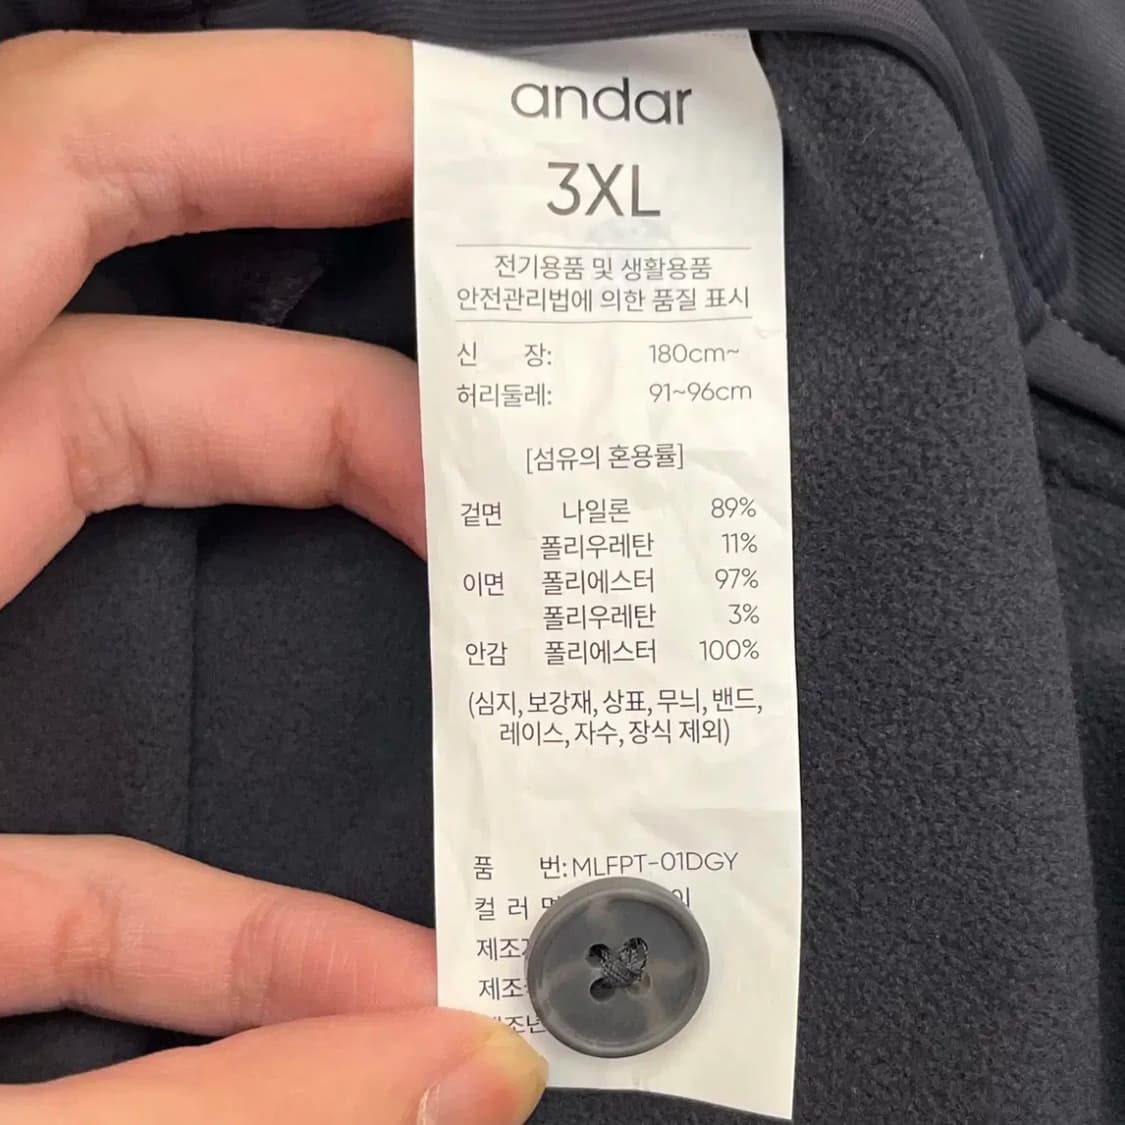 andar
3XL
전기용품 및 생활용품
안전관리법에 의한 품질 표시
신 장: 180cm~
허리둘레: 91~96cm
[섬유의 혼용률]
겉면 나일론 89%
폴리우레탄 11%
이면 폴리에스터 97%
폴리우레탄 3%
안감 폴리에스터 100%
(심지, 보강재, 상표, 무늬, 밴드,
레이스, 자수, 장식 제외)
품 번: MLFPT-01DGY
컬 러